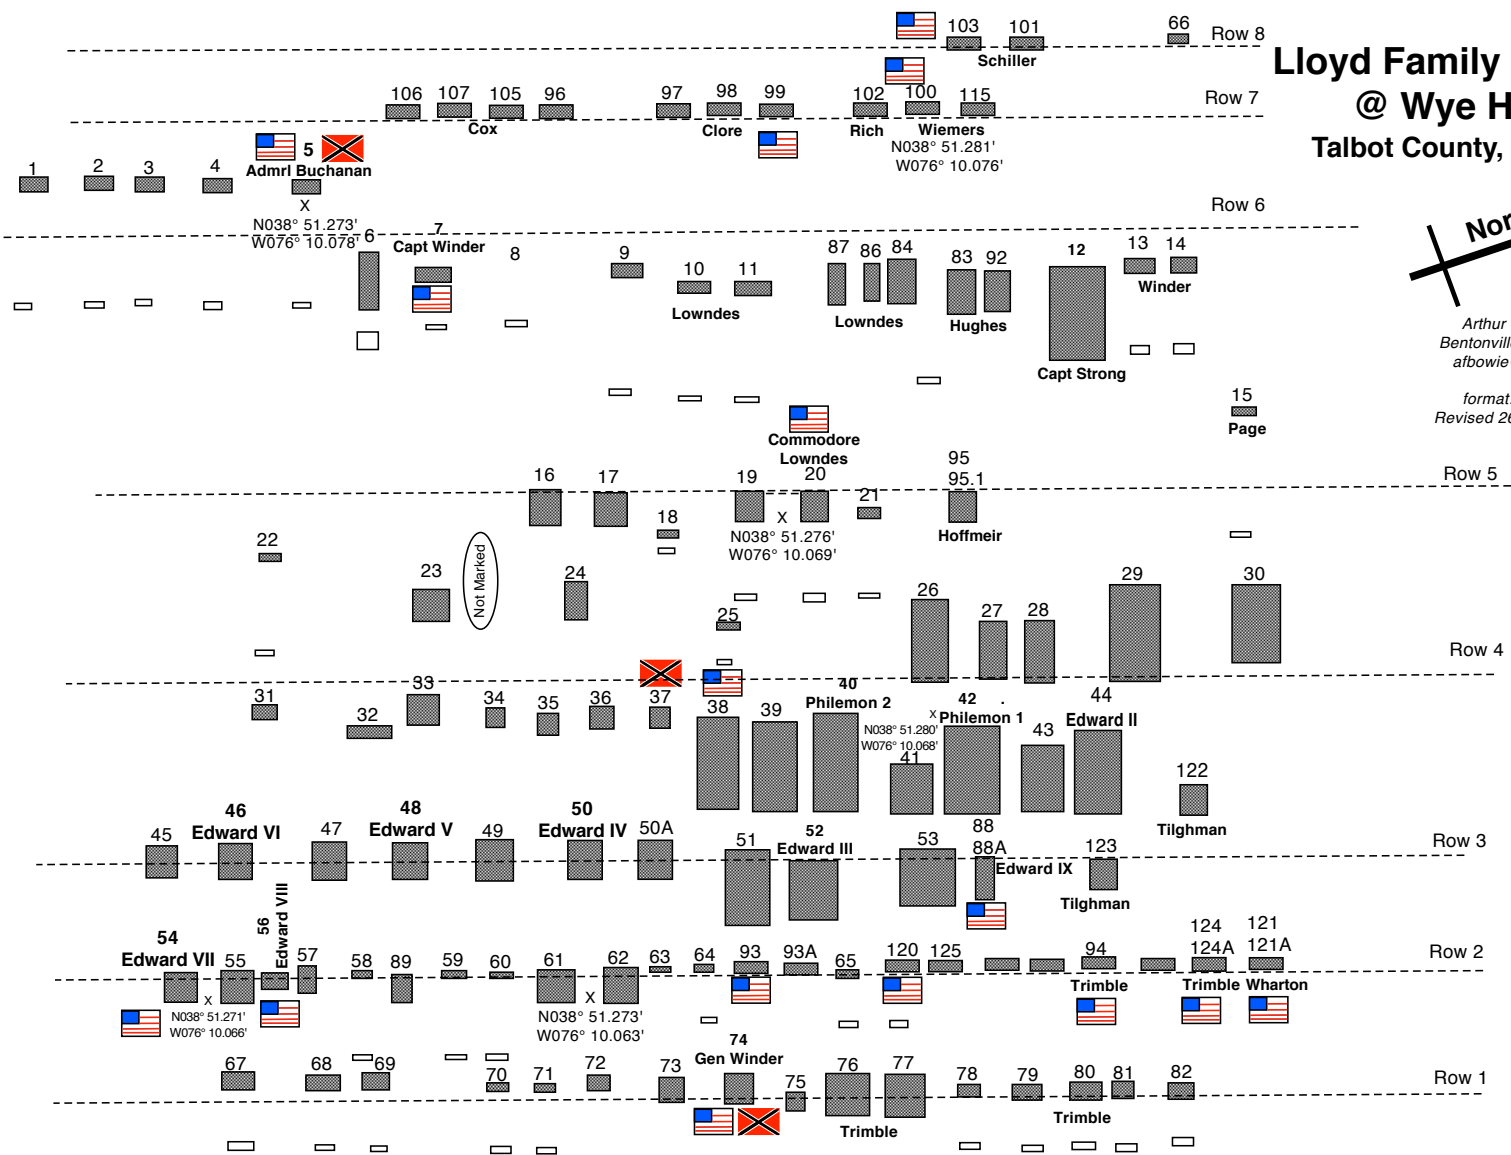 103 101 66 Row 8
Schiller
Lloyd Family
@ Wye H
Talbot County,
106 107 105 96 97 98 99 102 100 115 Row 7
Cox Clore Rich Wiemers
N038° 51.281'
W076° 10.076'
1 2 3 4 5
Admrl Buchanan
X
N038° 51.273'
W076° 10.078'
Row 6
Nor
6 7 8 9 10 11 87 86 84 83 92 12 13 14
Capt Winder
Lowndes Lowndes Hughes Winder
Capt Strong
Arthur
Bentonville
afbowie
format.
Revised 26
15
Page
Commodore
Lowndes
16 17 18 19 20 21 95
95.1
Row 5
X
N038° 51.276'
W076° 10.069'
Hoffmeir
22 23 Not Marked 24 25 26 27 28 29 30
Row 4
31 32 33 34 35 36 37 38 39 40 42 . 43 44
Philemon 2 Philemon 1 Edward II
X
N038° 51.280'
W076° 10.068'
41
122
Tilghman
45 46 47 48 49 50 50A 51 52 53 88
88A 123 Row 3
Edward VI Edward V Edward IV Edward III Edward IX
Tilghman
54 55 56 57 58 89 59 60 61 62 63 64 93 93A 65 120 125 94 124
124A 121
121A Row 2
Edward VII Edward VIII
Trimble Trimble Wharton
X
N038° 51.271'
W076° 10.066'
X
N038° 51.273'
W076° 10.063'
67 68 69 70 71 72 73 74 75 76 77 78 79 80 81 82 Row 1
Gen Winder
Trimble Trimble